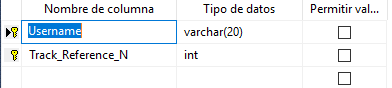 Nombre de columna Tipo de datos Permitir val...
Username varchar(20)
Track_Reference_N int